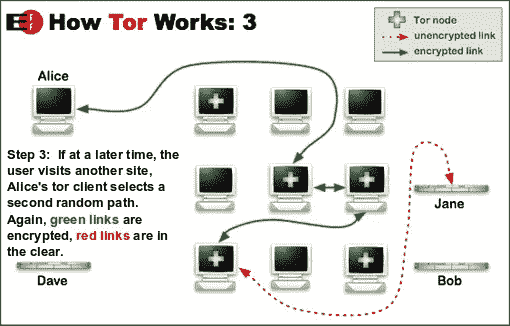 EFF How Tor Works: 3
Tor node
unencrypted link
encrypted link
Alice
Step 3: If at a later time, the
user visits another site,
Alice's tor client selects a
second random path.
Again, green links are
encrypted, red links are in
the clear.
Jane
Dave
Bob